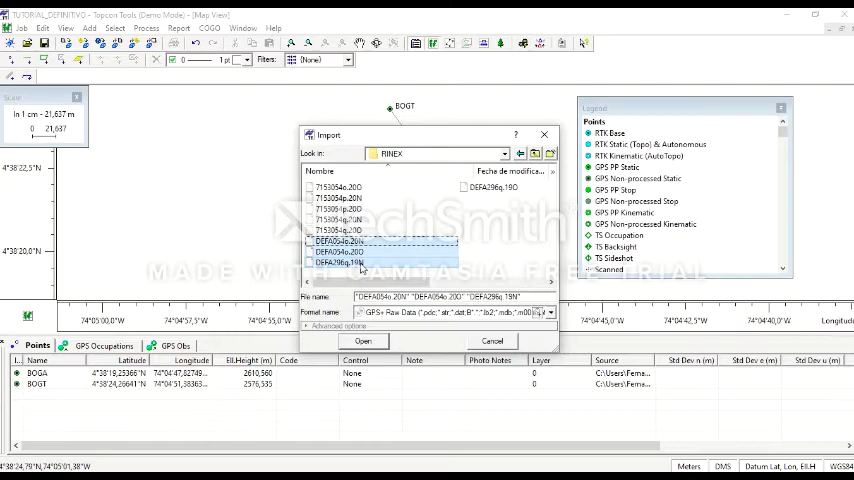 TUTORIAL_DEFINITIVO - Topcon Tools (Demo Mode) - [Map View]
Job Edit View Add Select Process Report COGO Window Help
0 1 pt Filters: (None)
Scale
In 1 cm - 21,637 m
0 21,637
4°38'22,5"N
4°38'20"N
BOGT
Import
Look in: RINEX
Nombre Fecha de modifica...
7153054o.20O DEFA296q.19O
7153054p.20N
7153054p.20O
7153054q.20N
7153054q.20O
DEFA054o.20N
DEFA054o.20O
DEFA296q.19N
File name: "DEFA054o.20N" "DEFA054o.20O" "DEFA296q.19N"
Format name: GPS+ Raw Data
Advanced options
Open Cancel
Legend
Points
RTK Base
RTK Static (Topo) & Autonomous
RTK Kinematic (AutoTopo)
GPS PP Static
GPS Non-processed Static
GPS PP Stop
GPS Non-processed Stop
GPS PP Kinematic
GPS Non-processed Kinematic
TS Occupation
TS Backsight
TS Sideshot
Scanned
TechSmith
MADE WITH CAMTASIA FREE TRIAL
74°05'00,0"W 74°04'57,5"W 74°04'45,0"W 74°04'42,5"W Longitud
Points GPS Occupations GPS Obs
I... Name Latitude Longitude Ell.Height (m) Code Control Note Photo Notes Layer Source Std Dev n (m) Std Dev e (m) Std Dev u (m)
BOGA 4°38'19,25366"N 74°04'47,82749... 2610,560 None 0 C:\Users\Ferna...
BOGT 4°38'24,26641"N 74°04'51,38363... 2576,535 None 0 C:\Users\Ferna...
4°38'24,79"N, 74°05'01,38"W Meters DMS Datum Lat, Lon, Ell.H WGS84